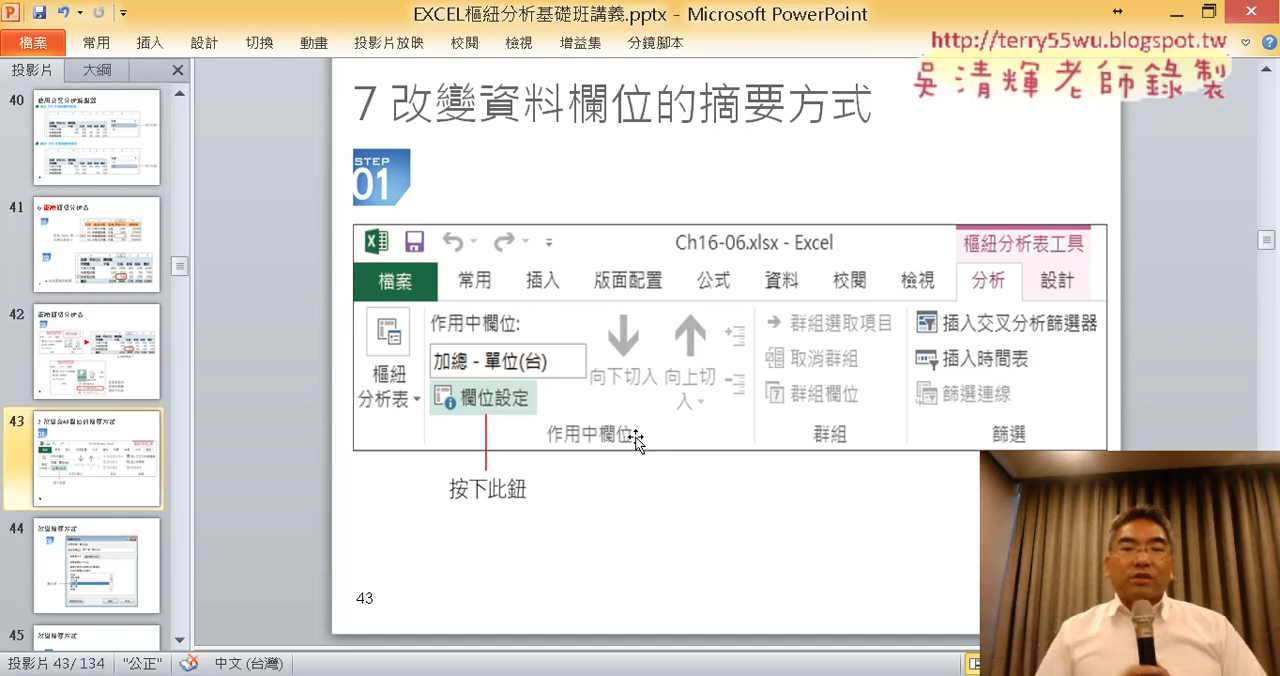 EXCEL樞紐分析基礎班講義.pptx - Microsoft PowerPoint
檔案 常用 插入 設計 切換 動畫 投影片放映 校閱 檢視 增益集 分鏡腳本
http://terry55wu.blogspot.tw
吳清輝老師錄製
投影片 大綱
40
41
42
43
44
45
7 改變資料欄位的摘要方式
STEP
01
Ch16-06.xlsx - Excel
樞紐分析表工具
檔案 常用 插入 版面配置 公式 資料 校閱 檢視 分析 設計
樞紐
分析表
作用中欄位:
加總 - 單位(台)
欄位設定
向下切入 向上切
入
作用中欄位
群組選取項目
取消群組
群組欄位
群組
插入交叉分析篩選器
插入時間表
篩選連線
篩選
按下此鈕
43
投影片 43/ 134 "公正" 中文 (台灣)